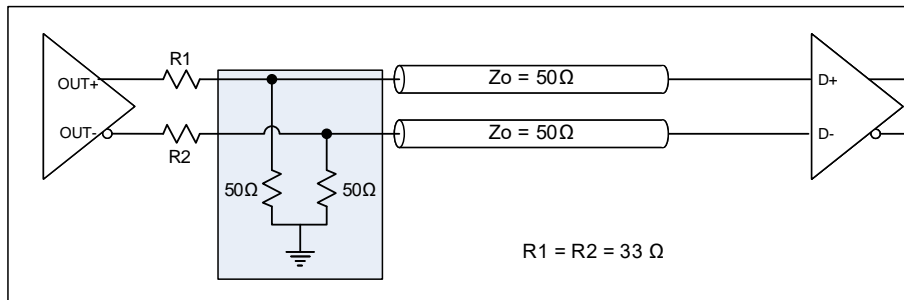 R1
OUT+
Zo = 50Ω
D+
OUT-
Zo = 50Ω
D-
R2
50Ω
50Ω
R1 = R2 = 33 Ω